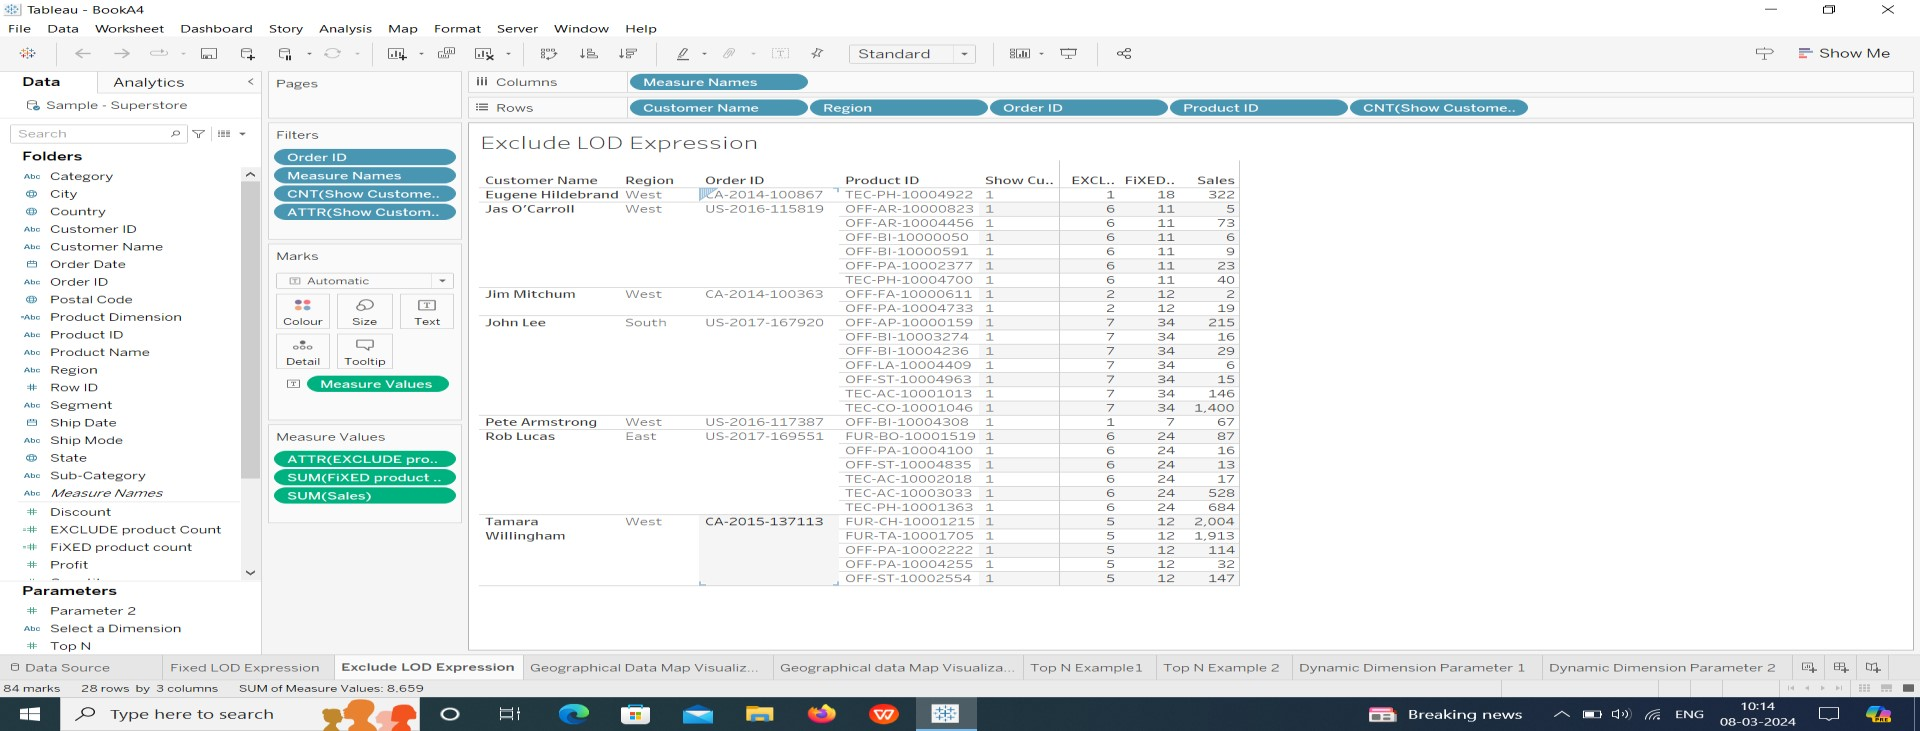 Tableau - BookA4
File Data Worksheet Dashboard Story Analysis Map Format Server Window Help
Standard
Show Me
Data Analytics
Sample - Superstore
Search
Folders
Abc Category
City
Country
Abc Customer ID
Abc Customer Name
Order Date
Abc Order ID
Postal Code
=Abc Product Dimension
Abc Product ID
Abc Product Name
Abc Region
# Row ID
Abc Segment
Ship Date
Abc Ship Mode
State
Abc Sub-Category
Abc Measure Names
# Discount
=# EXCLUDE product Count
=# FiXED product count
# Profit
Parameters
# Parameter 2
Abc Select a Dimension
# Top N
Pages
Filters
Order ID
Measure Names
CNT(Show Custome..
ATTR(Show Custom..
Marks
Automatic
Colour Size Text
Detail Tooltip
Measure Values
Measure Values
ATTR(EXCLUDE pro..
SUM(FiXED product ..
SUM(Sales)
Columns Measure Names
Rows Customer Name Region Order ID Product ID CNT(Show Custome..
Exclude LOD Expression
Customer Name Region Order ID Product ID Show Cu.. EXCL.. FiXED.. Sales
Eugene Hildebrand West CA-2014-100867 TEC-PH-10004922 1 1 18 322
Jas O'Carroll West US-2016-115819 OFF-AR-10000823 1 6 11 5
OFF-AR-10004456 1 6 11 73
OFF-BI-10000050 1 6 11 6
OFF-BI-10000591 1 6 11 9
OFF-PA-10002377 1 6 11 23
TEC-PH-10004700 1 6 11 40
Jim Mitchum West CA-2014-100363 OFF-FA-10000611 1 2 12 2
OFF-PA-10004733 1 2 12 19
John Lee South US-2017-167920 OFF-AP-10000159 1 7 34 215
OFF-BI-10003274 1 7 34 16
OFF-BI-10004236 1 7 34 29
OFF-LA-10004409 1 7 34 6
OFF-ST-10004963 1 7 34 15
TEC-AC-10001013 1 7 34 146
TEC-CO-10001046 1 7 34 1,400
Pete Armstrong West US-2016-117387 OFF-BI-10004308 1 1 7 67
Rob Lucas East US-2017-169551 FUR-BO-10001519 1 6 24 87
OFF-PA-10004100 1 6 24 16
OFF-ST-10004835 1 6 24 13
TEC-AC-10002018 1 6 24 17
TEC-AC-10003033 1 6 24 528
TEC-PH-10001363 1 6 24 684
Tamara Willingham West CA-2015-137113 FUR-CH-10001215 1 5 12 2,004
FUR-TA-10001705 1 5 12 1,913
OFF-PA-10002222 1 5 12 114
OFF-PA-10004255 1 5 12 32
OFF-ST-10002554 1 5 12 147
Data Source Fixed LOD Expression Exclude LOD Expression Geographical Data Map Visualiz... Geographical data Map Visualiza... Top N Example1 Top N Example 2 Dynamic Dimension Parameter 1 Dynamic Dimension Parameter 2
84 marks 28 rows by 3 columns SUM of Measure Values: 8,659
Type here to search
Breaking news
ENG
10:14
08-03-2024